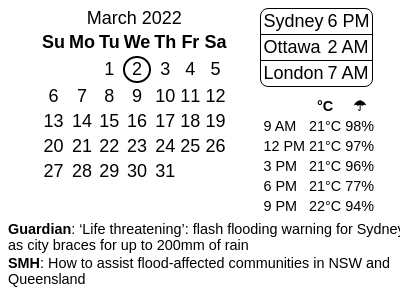 March 2022
Su Mo Tu We Th Fr Sa
1 2 3 4 5
6 7 8 9 10 11 12
13 14 15 16 17 18 19
20 21 22 23 24 25 26
27 28 29 30 31
Sydney 6 PM
Ottawa 2 AM
London 7 AM
°C ☂
9 AM 21°C 98%
12 PM 21°C 97%
3 PM 21°C 96%
6 PM 21°C 77%
9 PM 22°C 94%
Guardian: ‘Life threatening’: flash flooding warning for Sydney
as city braces for up to 200mm of rain
SMH: How to assist flood-affected communities in NSW and
Queensland